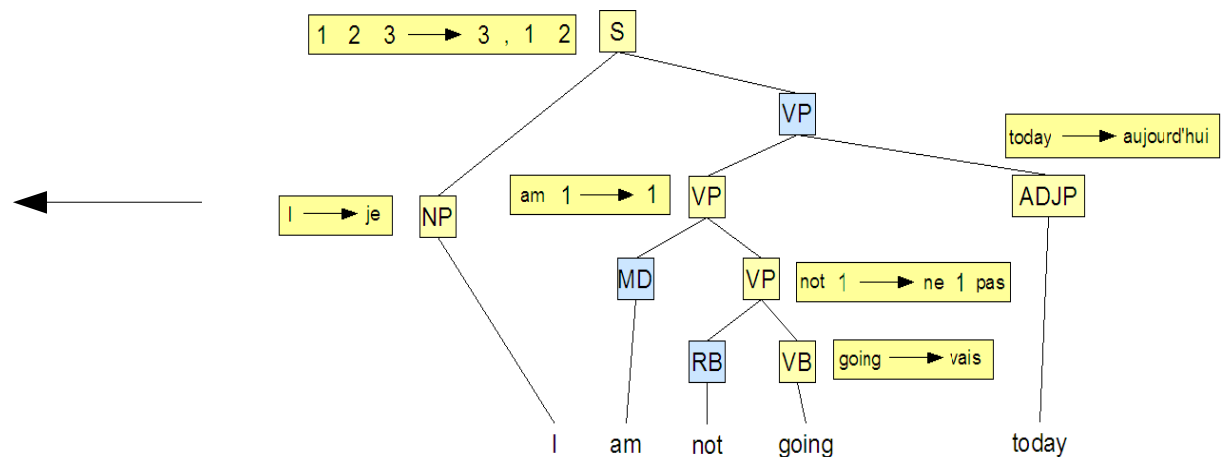 1 2 3 → 3 , 1 2 S
VP
today → aujourd'hui
I → je NP am 1 → 1 VP ADJP
MD VP not 1 → ne 1 pas
RB VB going → vais
I am not going today